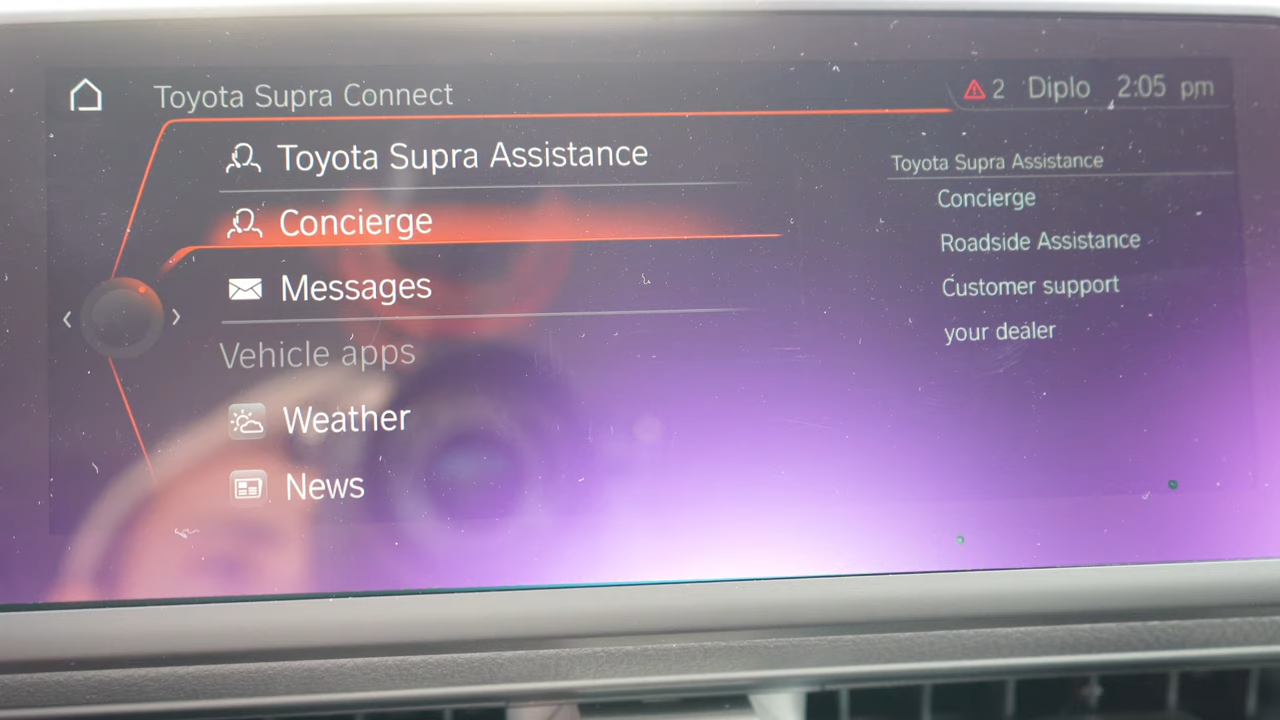 Toyota Supra Connect
2 Diplo 2:05 pm
Toyota Supra Assistance
Concierge
Messages
Vehicle apps
Weather
News
Toyota Supra Assistance
Concierge
Roadside Assistance
Customer support
your dealer